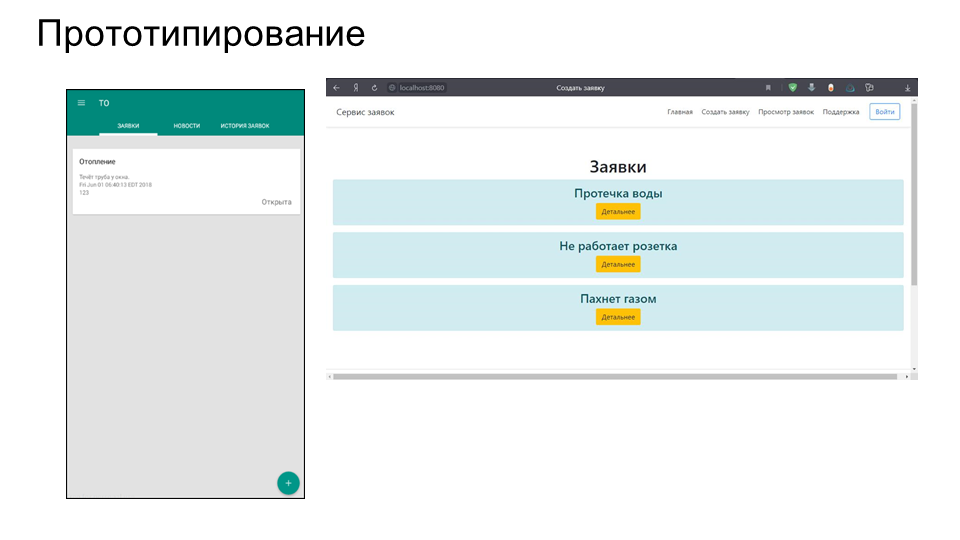 Прототипирование
ТО
ЗАЯВКИ НОВОСТИ ИСТОРИЯ ЗАЯВОК
Отопление
Течёт труба у окна.
Fri Jun 01 06:40:13 EDT 2018
123
Открыта
+
localhost:8080 Создать заявку
Сервис заявок Главная Создать заявку Просмотр заявок Поддержка Войти
Заявки
Протечка воды
Детальнее
Не работает розетка
Детальнее
Пахнет газом
Детальнее